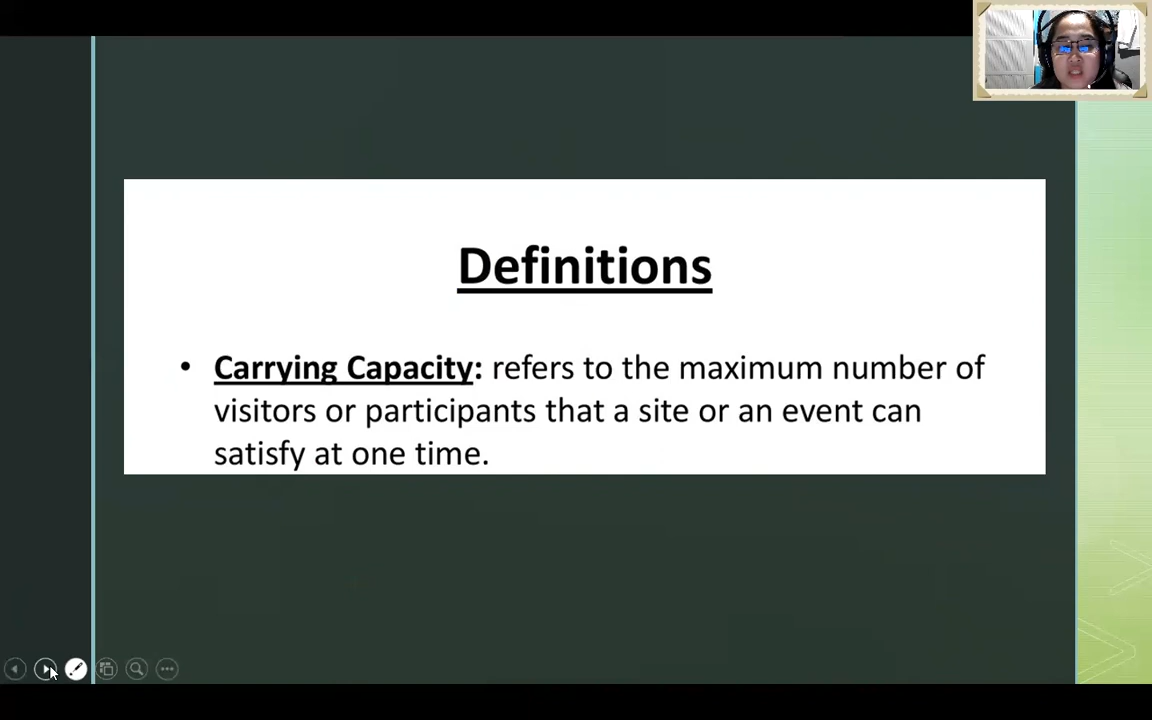 Definitions
• Carrying Capacity: refers to the maximum number of
visitors or participants that a site or an event can
satisfy at one time.